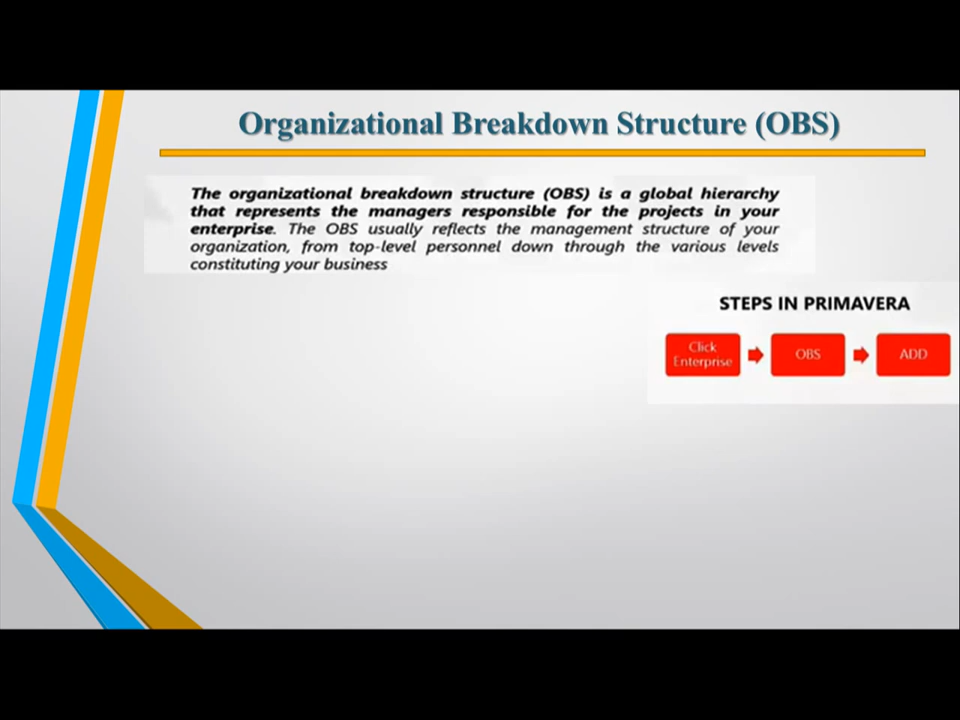 Organizational Breakdown Structure (OBS)
The organizational breakdown structure (OBS) is a global hierarchy
that represents the managers responsible for the projects in your
enterprise. The OBS usually reflects the management structure of your
organization, from top-level personnel down through the various levels
constituting your business
STEPS IN PRIMAVERA
Click
Enterprise
OBS
ADD